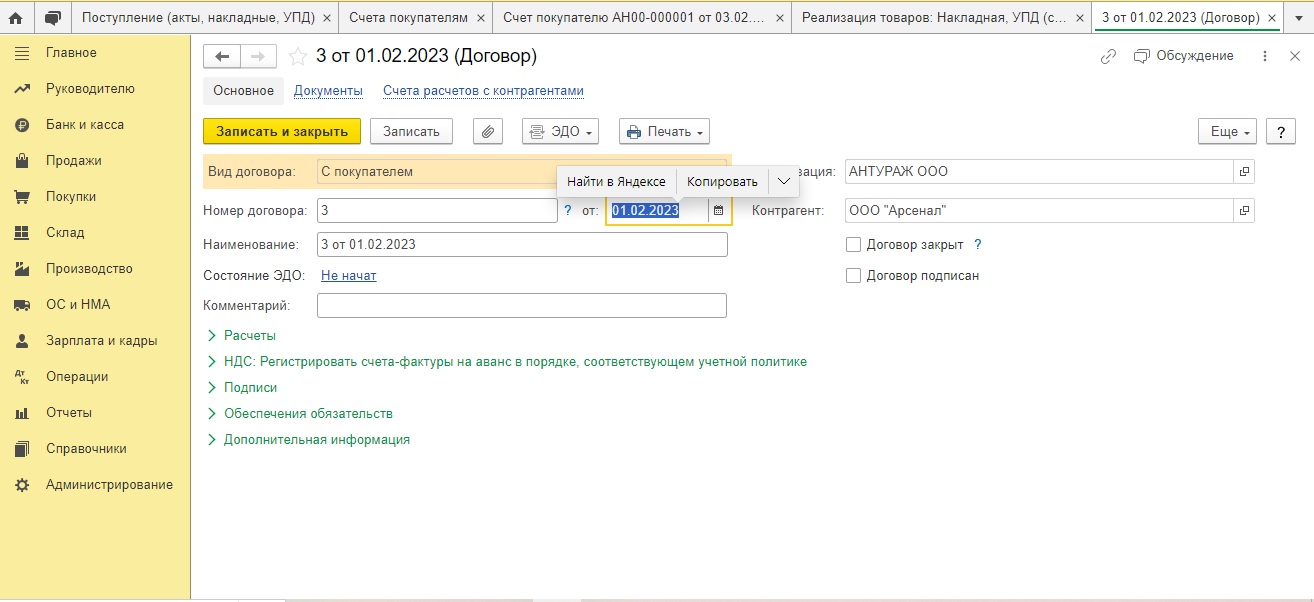 Поступление (акты, накладные, УПД) ×
Счета покупателям ×
Счет покупателю АН00-000001 от 03.02.... ×
Реализация товаров: Накладная, УПД (с... ×
3 от 01.02.2023 (Договор) ×
Главное
Руководителю
Банк и касса
Продажи
Покупки
Склад
Производство
ОС и НМА
Зарплата и кадры
Дт Кт Операции
Отчеты
Справочники
Администрирование
3 от 01.02.2023 (Договор)
Обсуждение
Основное Документы Счета расчетов с контрагентами
Записать и закрыть Записать ЭДО Печать Еще ?
Вид договора: С покупателем
Найти в Яндексе Копировать
АНТУРАЖ ООО
Номер договора: 3 ? от: 01.02.2023 Контрагент: ООО "Арсенал"
Наименование: 3 от 01.02.2023 Договор закрыт ?
Состояние ЭДО: Не начат Договор подписан
Комментарий:
Расчеты
НДС: Регистрировать счета-фактуры на аванс в порядке, соответствующем учетной политике
Подписи
Обеспечения обязательств
Дополнительная информация